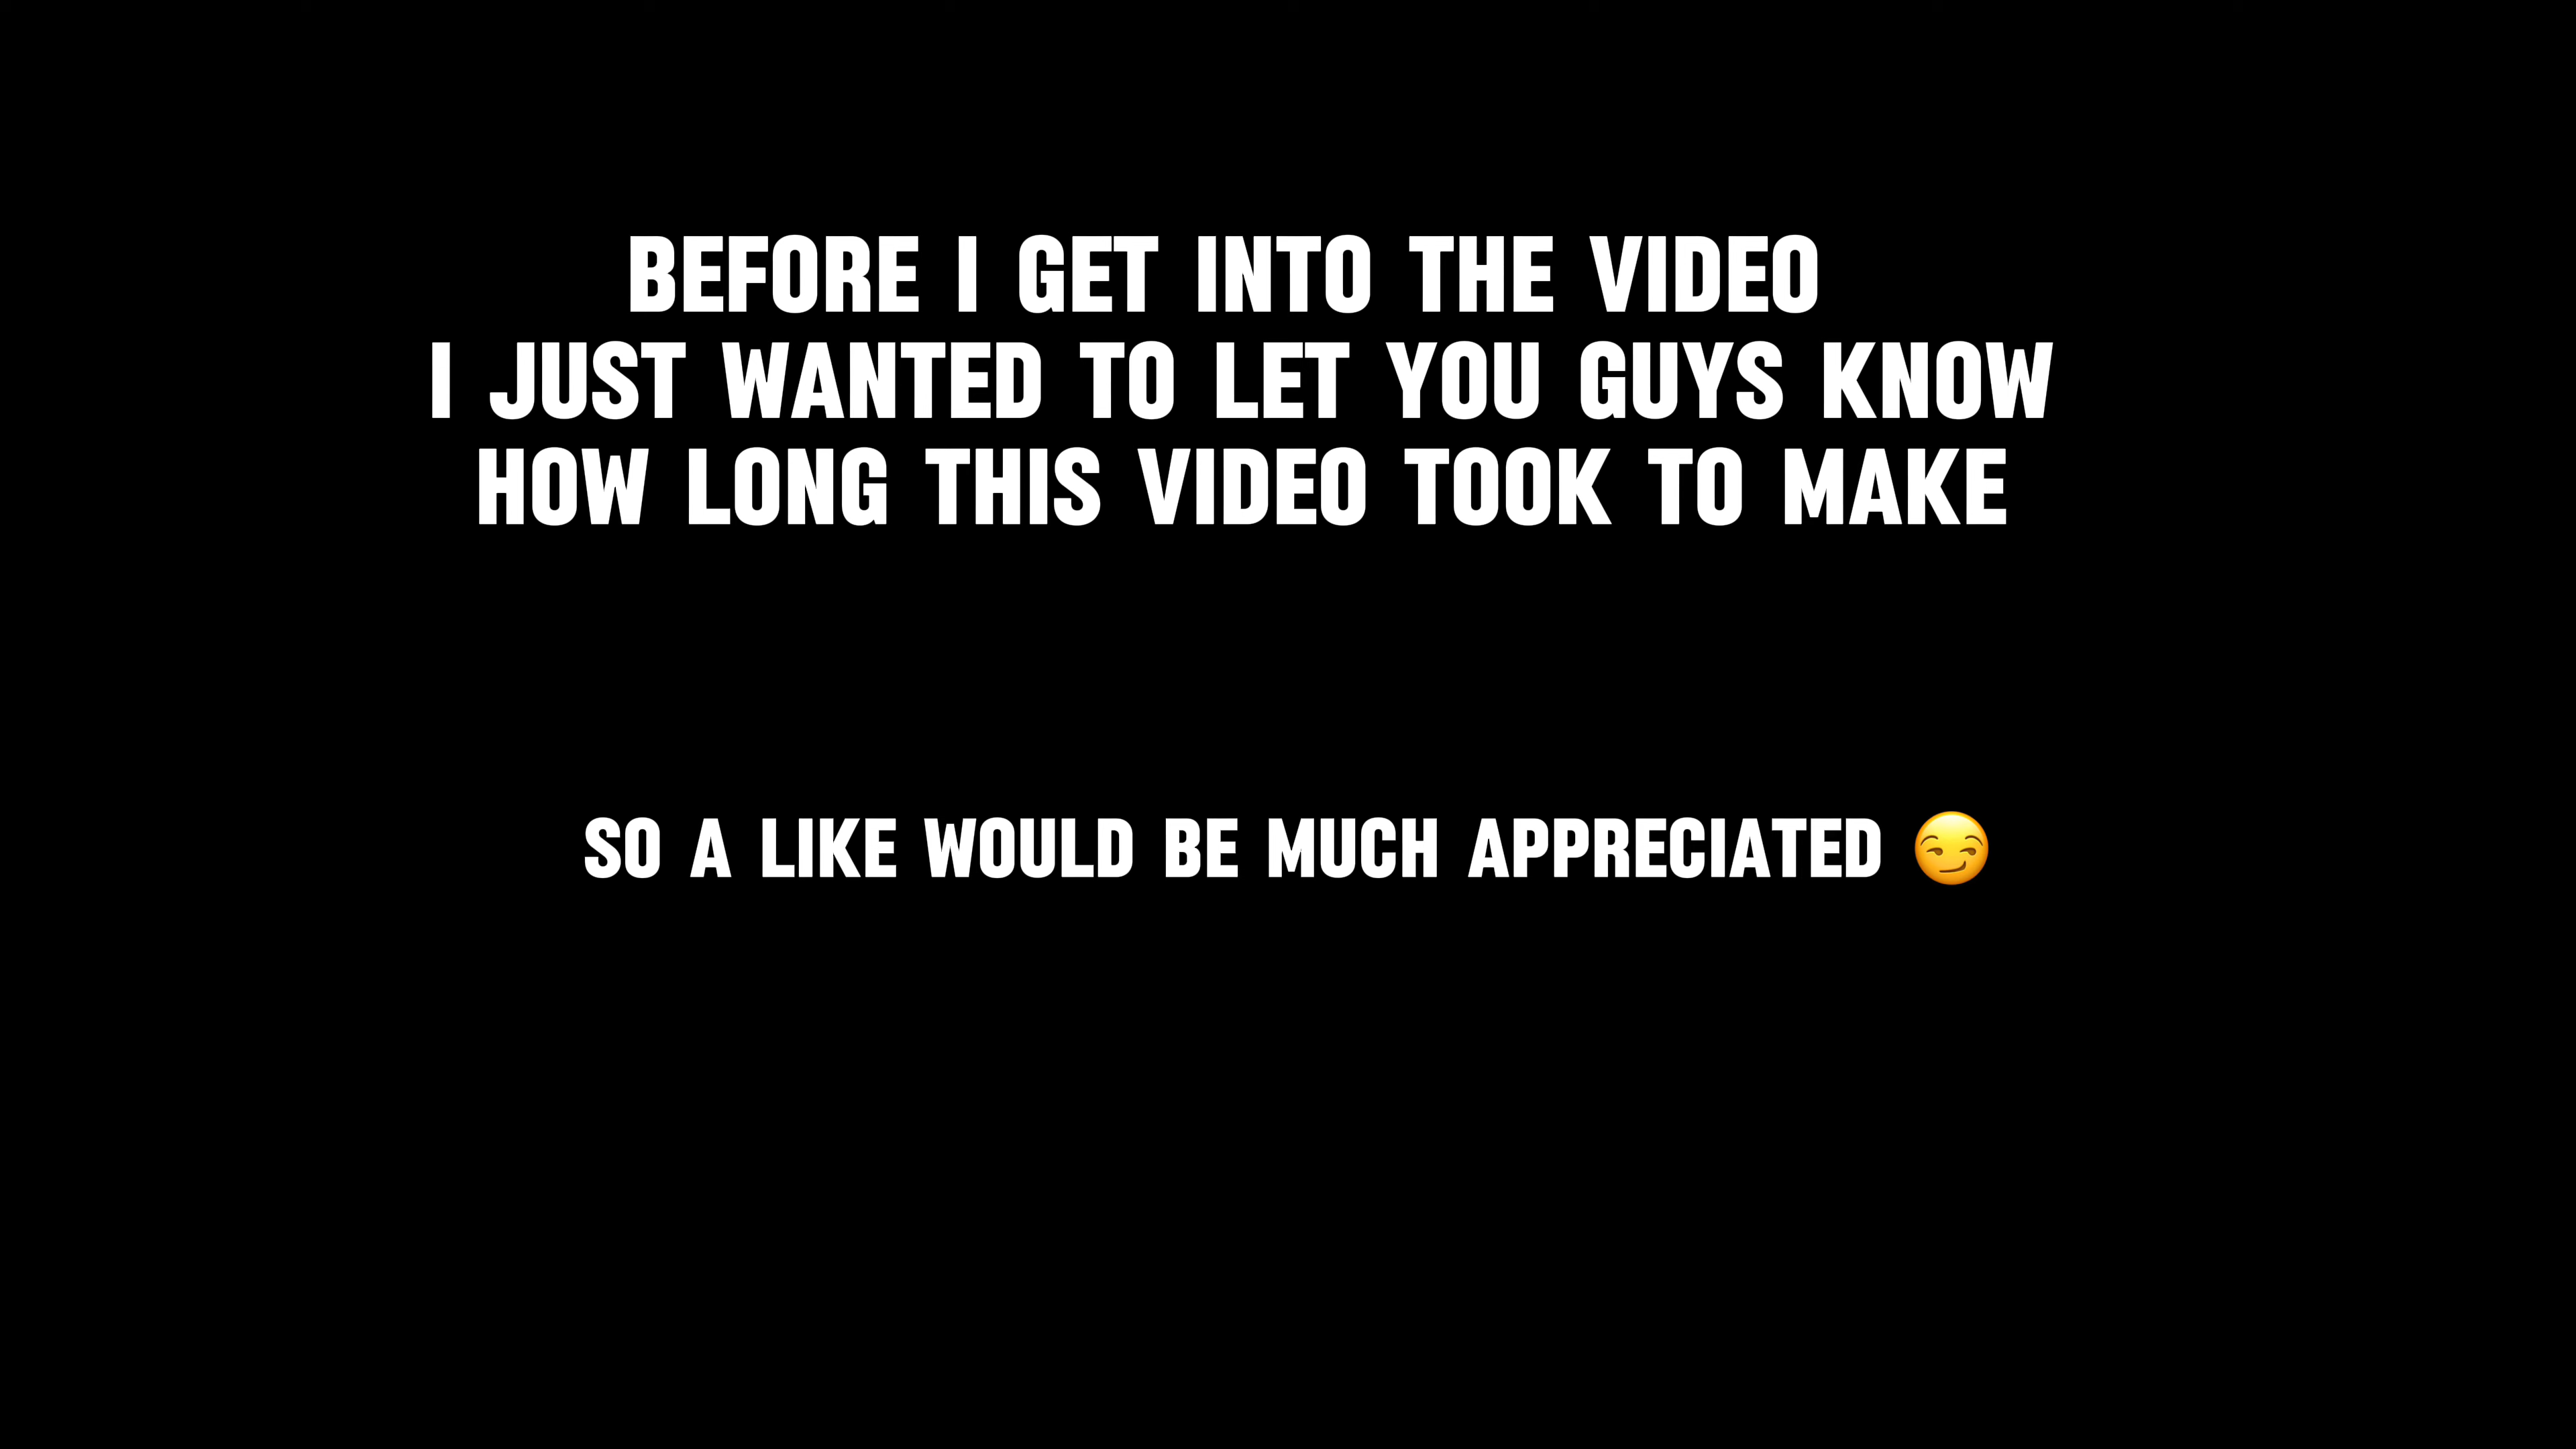 BEFORE I GET INTO THE VIDEO
I JUST WANTED TO LET YOU GUYS KNOW
HOW LONG THIS VIDEO TOOK TO MAKE
SO A LIKE WOULD BE MUCH APPRECIATED 😏